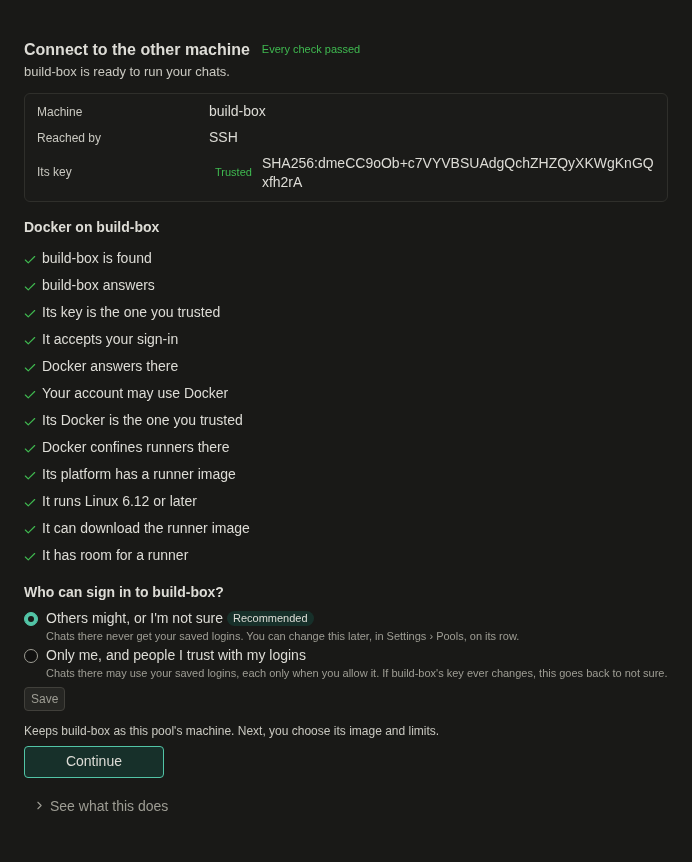 Connect to the other machine Every check passed
build-box is ready to run your chats.
Machine build-box
Reached by SSH
Its key Trusted SHA256:dmeCC9oOb+c7VYVBSUAdgQchZHZQyXKWgKnGQ
xfh2rA
Docker on build-box
build-box is found
build-box answers
Its key is the one you trusted
It accepts your sign-in
Docker answers there
Your account may use Docker
Its Docker is the one you trusted
Docker confines runners there
Its platform has a runner image
It runs Linux 6.12 or later
It can download the runner image
It has room for a runner
Who can sign in to build-box?
Others might, or I'm not sure Recommended
Chats there never get your saved logins. You can change this later, in Settings › Pools, on its row.
Only me, and people I trust with my logins
Chats there may use your saved logins, each only when you allow it. If build-box's key ever changes, this goes back to not sure.
Save
Keeps build-box as this pool's machine. Next, you choose its image and limits.
Continue
See what this does